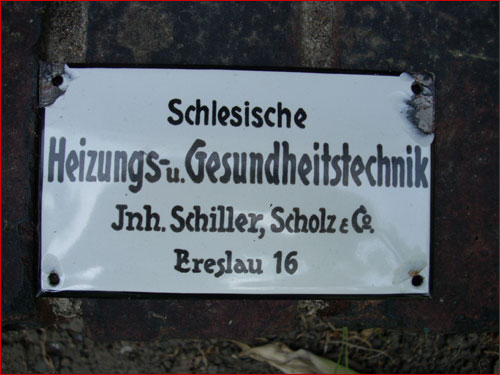 Schlesische
Heizungs-u. Gesundheitstechnik
Jnh. Schiller, Scholz & Co.
Breslau 16